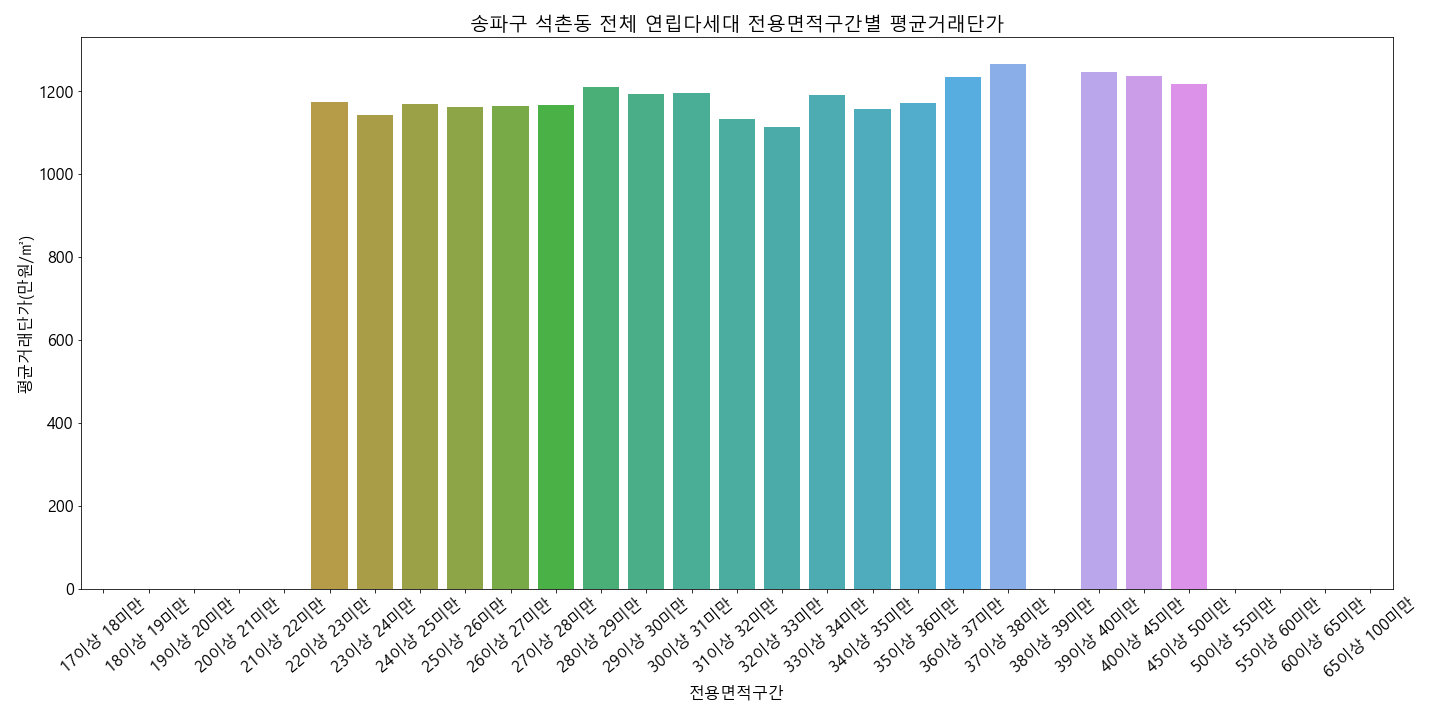 송파구 석촌동 전체 연립다세대 전용면적구간별 평균거래단가
평균거래단가(만원/㎡)
1200
1000
800
600
400
200
0
17이상 18미만
18이상 19미만
19이상 20미만
20이상 21미만
21이상 22미만
22이상 23미만
23이상 24미만
24이상 25미만
25이상 26미만
26이상 27미만
27이상 28미만
28이상 29미만
29이상 30미만
30이상 31미만
31이상 32미만
32이상 33미만
33이상 34미만
34이상 35미만
35이상 36미만
36이상 37미만
37이상 38미만
38이상 39미만
39이상 40미만
40이상 45미만
45이상 50미만
50이상 55미만
55이상 60미만
60이상 65미만
65이상 100미만
전용면적구간